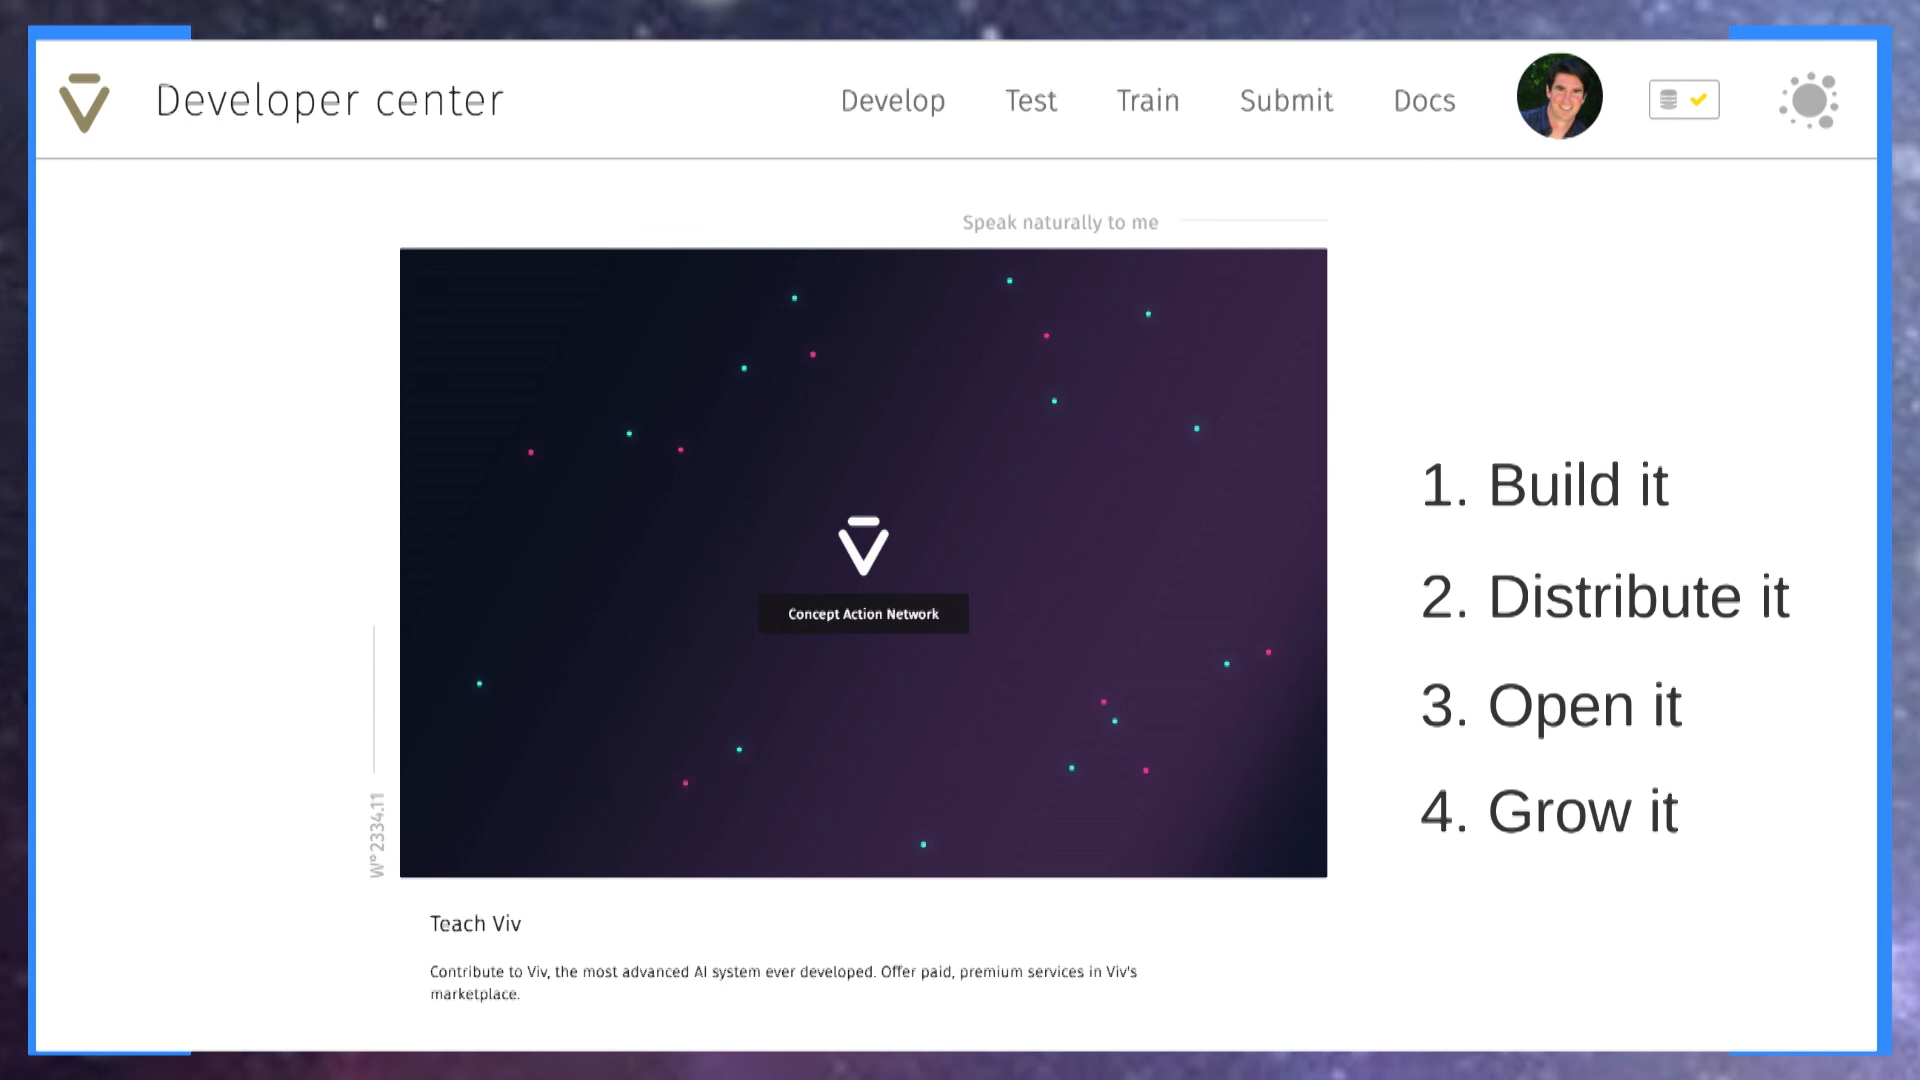 Developer center
Develop
Test
Train
Submit
Docs
Speak naturally to me
Concept Action Network
W°2334.11
1. Build it
2. Distribute it
3. Open it
4. Grow it
Teach Viv
Contribute to Viv, the most advanced AI system ever developed. Offer paid, premium services in Viv's
marketplace.